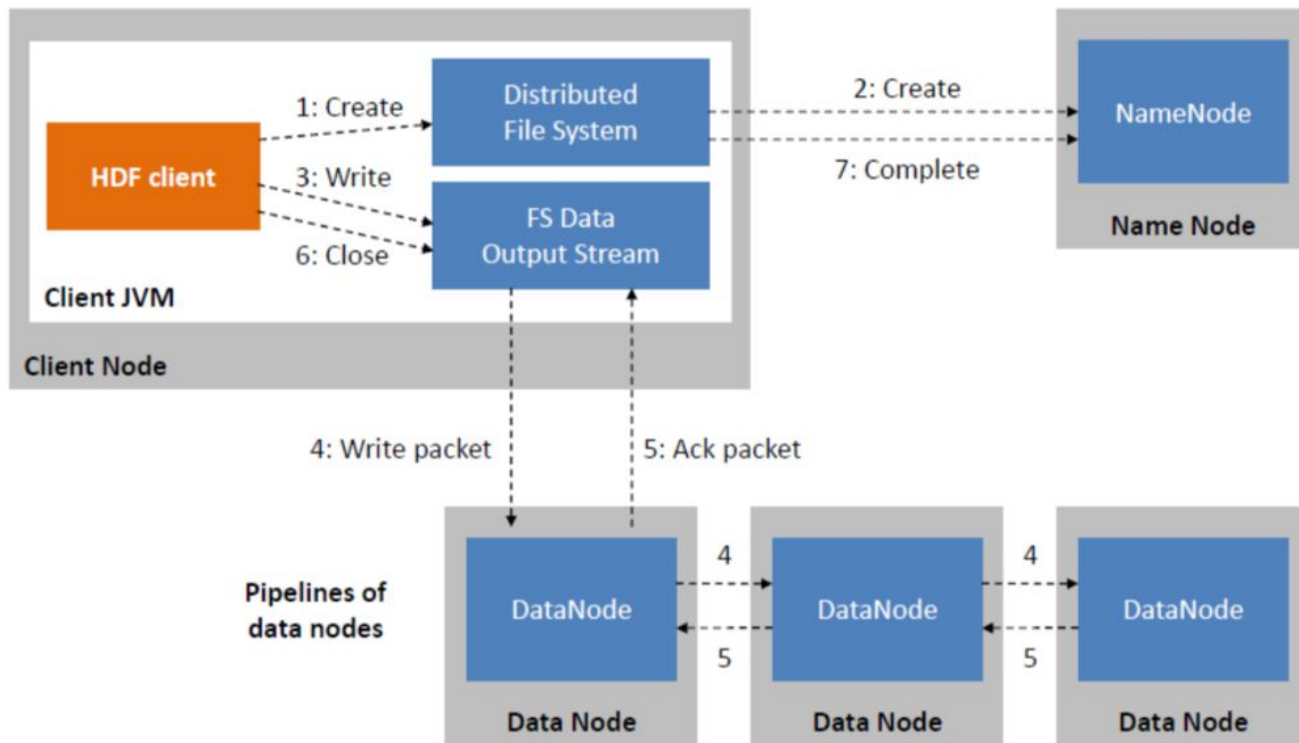 Distributed
File System
1: Create
2: Create
NameNode
HDF client
3: Write
7: Complete
FS Data
Output Stream
6: Close
Name Node
Client JVM
Client Node
4: Write packet
5: Ack packet
4
4
Pipelines of
data nodes
DataNode
DataNode
DataNode
5
5
Data Node
Data Node
Data Node